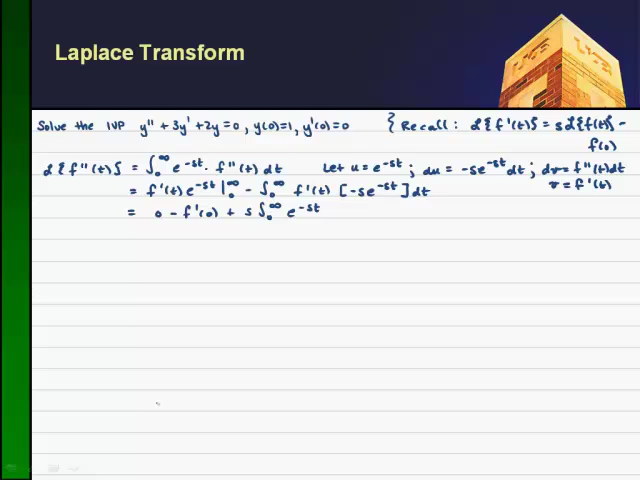 Laplace Transform
Solve the IVP y'' + 3y' + 2y = 0, y(0)=1, y'(0)=0 { Recall: ℒ{f'(t)} = sℒ{f(t)} - f(0)
ℒ{f''(t)} = ∫₀^∞ e^-st · f''(t) dt Let u = e^-st ; du = -se^-st dt ; dv = f''(t)dt
= f'(t)e^-st |₀^∞ - ∫₀^∞ f'(t) [-se^-st] dt v = f'(t)
= 0 - f'(0) + s ∫₀^∞ e^-st